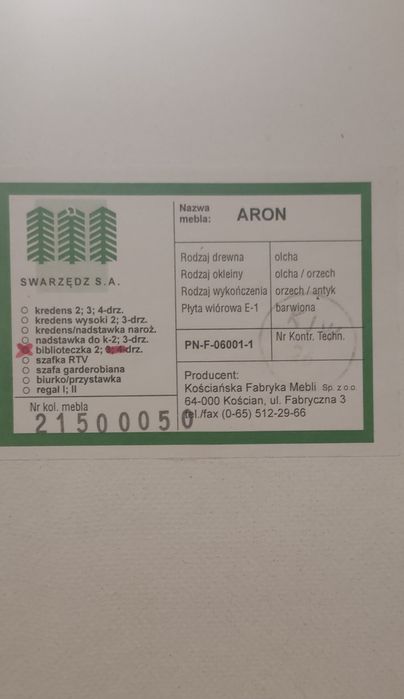 SWARZĘDZ S.A.
kredens 2; 3; 4-drz.
kredens wysoki 2; 3-drz.
kredens/nadstawka naroż.
nadstawka do k-2; 3-drz.
biblioteczka 2; 3; 4-drz.
szafka RTV
szafa garderobiana
biurko/przystawka
regał I; II
Nr kol. mebla
21500050
Nazwa
mebla: ARON
Rodzaj drewna olcha
Rodzaj okleiny olcha / orzech
Rodzaj wykończenia orzech / antyk
Płyta wiórowa E-1 barwiona
PN-F-06001-1 Nr Kontr. Techn.
Producent:
Kościańska Fabryka Mebli Sp. z o.o.
64-000 Kościan, ul. Fabryczna 3
tel./fax (0-65) 512-29-66